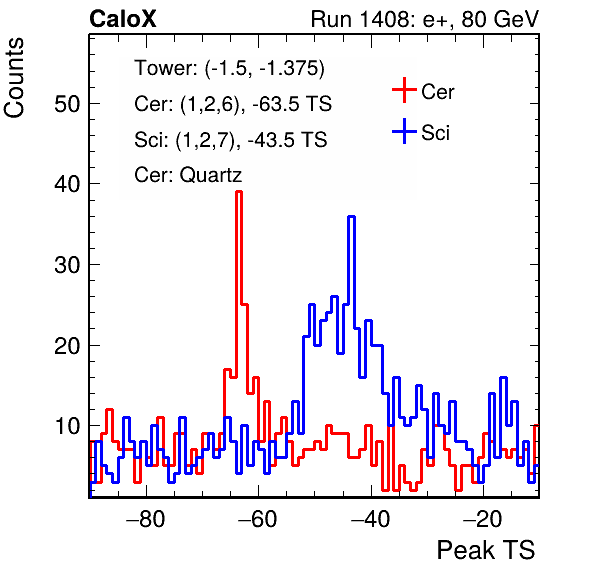 CaloX Run 1408: e+, 80 GeV
Counts
Tower: (-1.5, -1.375)
Cer: (1,2,6), -63.5 TS
Sci: (1,2,7), -43.5 TS
Cer: Quartz
Cer
Sci
50
40
30
20
10
−80 −60 −40 −20
Peak TS